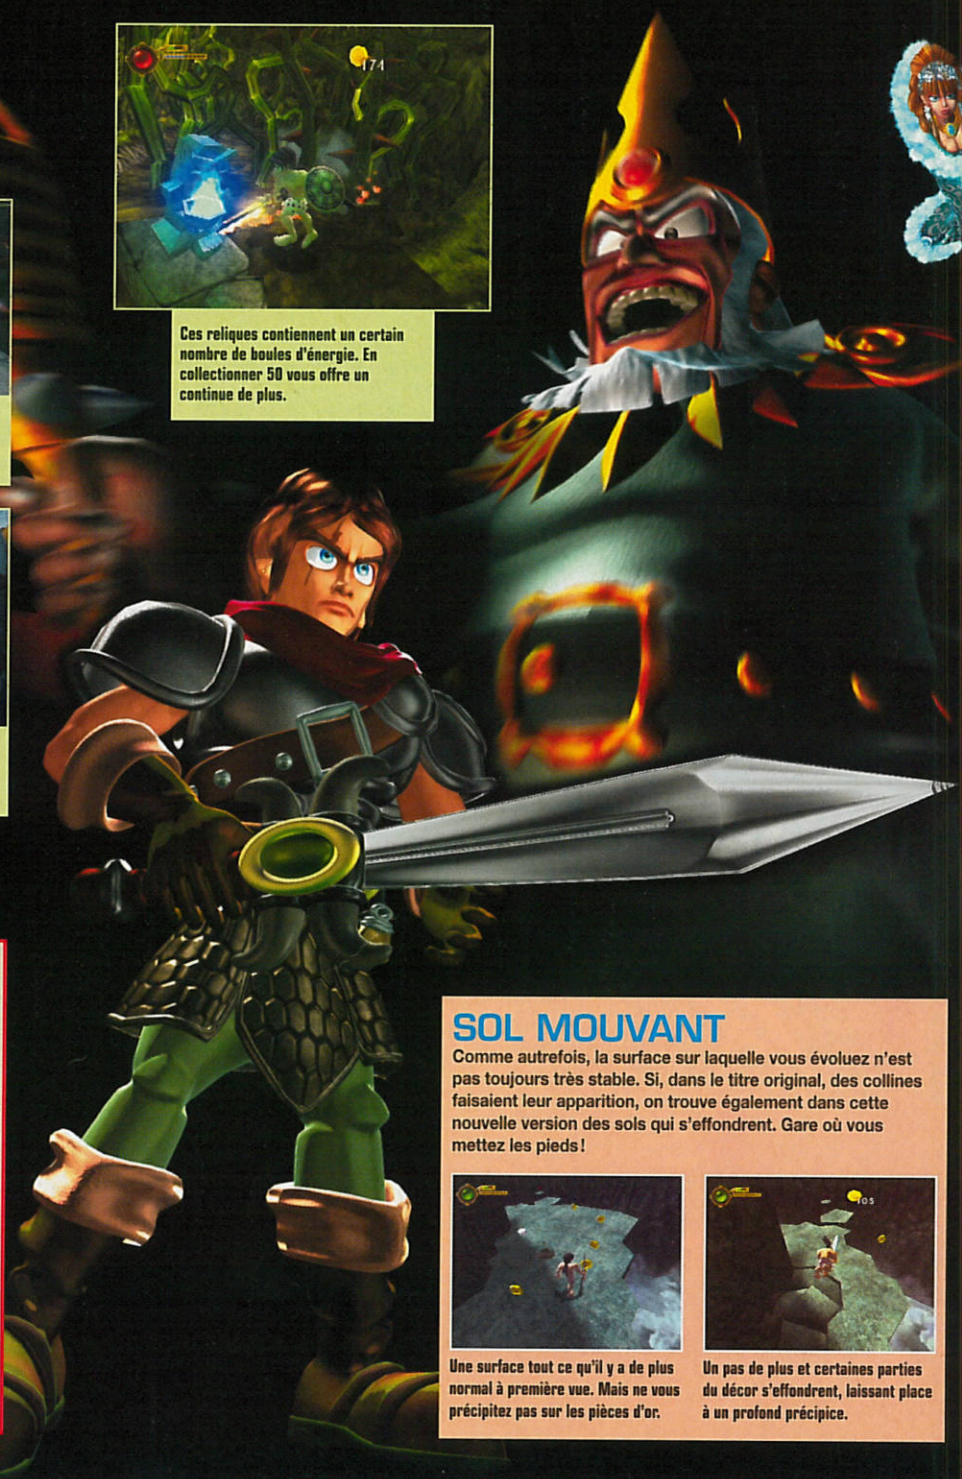 174
Ces reliques contiennent un certain
nombre de boules d'énergie. En
collectionner 50 vous offre un
continue de plus.
SOL MOUVANT
Comme autrefois, la surface sur laquelle vous évoluez n'est
pas toujours très stable. Si, dans le titre original, des collines
faisaient leur apparition, on trouve également dans cette
nouvelle version des sols qui s'effondrent. Gare où vous
mettez les pieds !
105
Une surface tout ce qu'il y a de plus
normal à première vue. Mais ne vous
précipitez pas sur les pièces d'or.
Un pas de plus et certaines parties
du décor s'effondrent, laissant place
à un profond précipice.